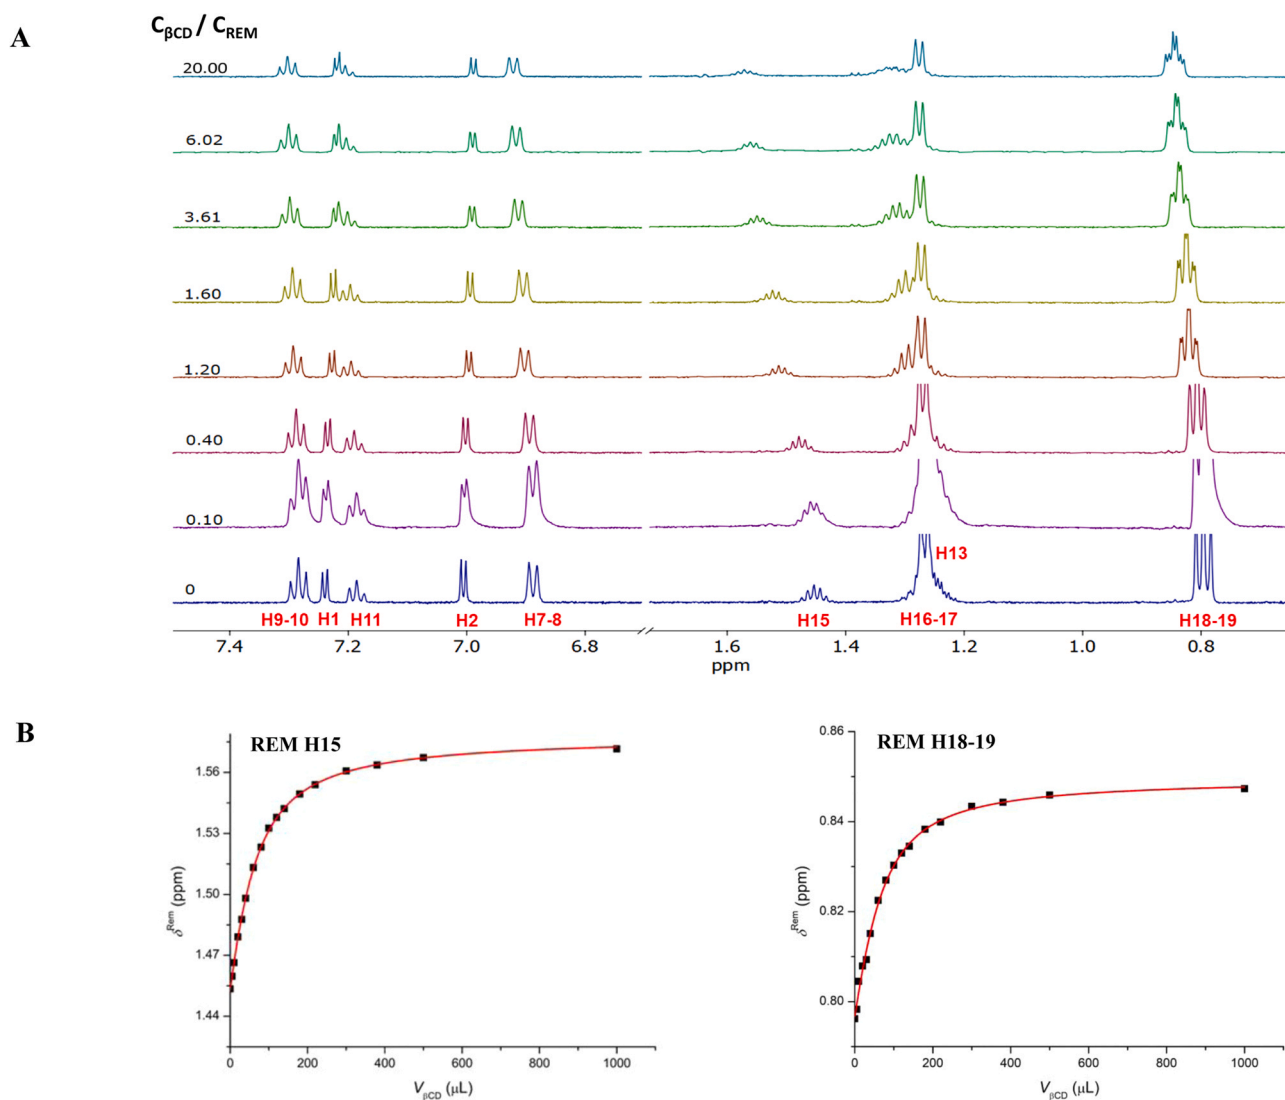 A
CβCD / CREM
20.00
6.02
3.61
1.60
1.20
0.40
0.10
0
H13
H9-10 H1 H11 H2 H7-8 H15 H16-17 H18-19
7.4 7.2 7.0 6.8 1.6 1.4 1.2 1.0 0.8
ppm
B
REM H15
1.56
1.53
1.50
1.47
1.44
δRem (ppm)
0 200 400 600 800 1000
VβCD (μL)
REM H18-19
0.86
0.84
0.82
0.80
δRem (ppm)
0 200 400 600 800 1000
VβCD (μL)